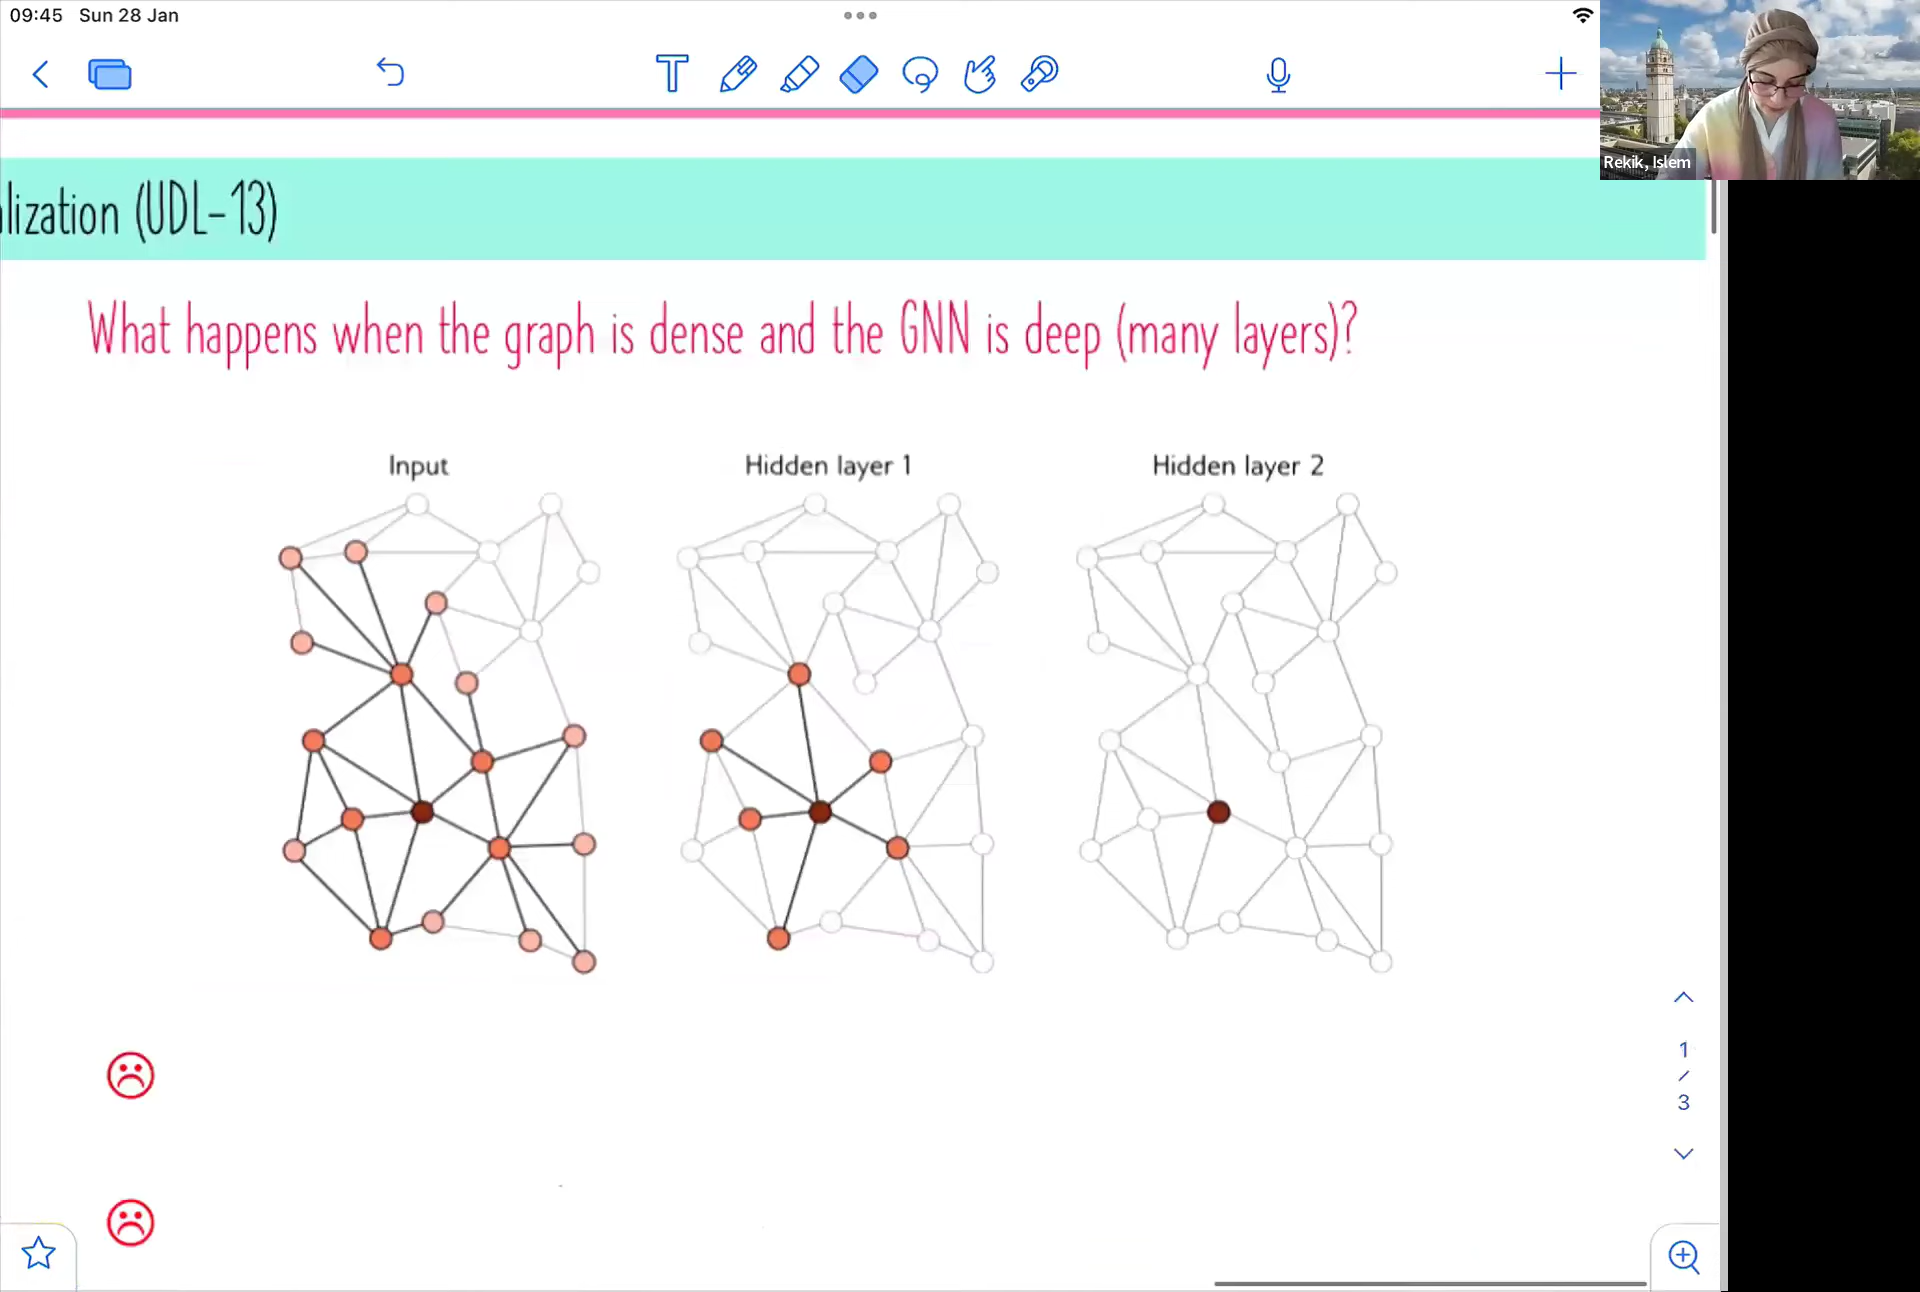 09:45 Sun 28 Jan
T
Rekik, Islem
lization (UDL-13)
What happens when the graph is dense and the GNN is deep (many layers)?
Input
Hidden layer 1
Hidden layer 2
1
/
3